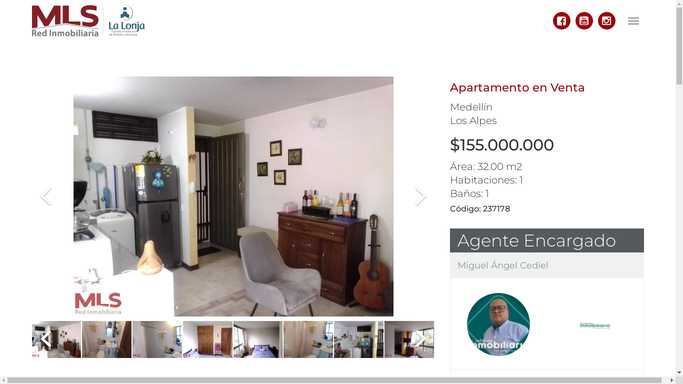 MLS
Red Inmobiliaria
La Lonja
Apartamento en Venta
Medellín
Los Alpes
$155.000.000
Área: 32.00 m2
Habitaciones: 1
Baños: 1
Código: 237178
Agente Encargado
Miguel Ángel Cediel
MLS
Red Inmobiliaria